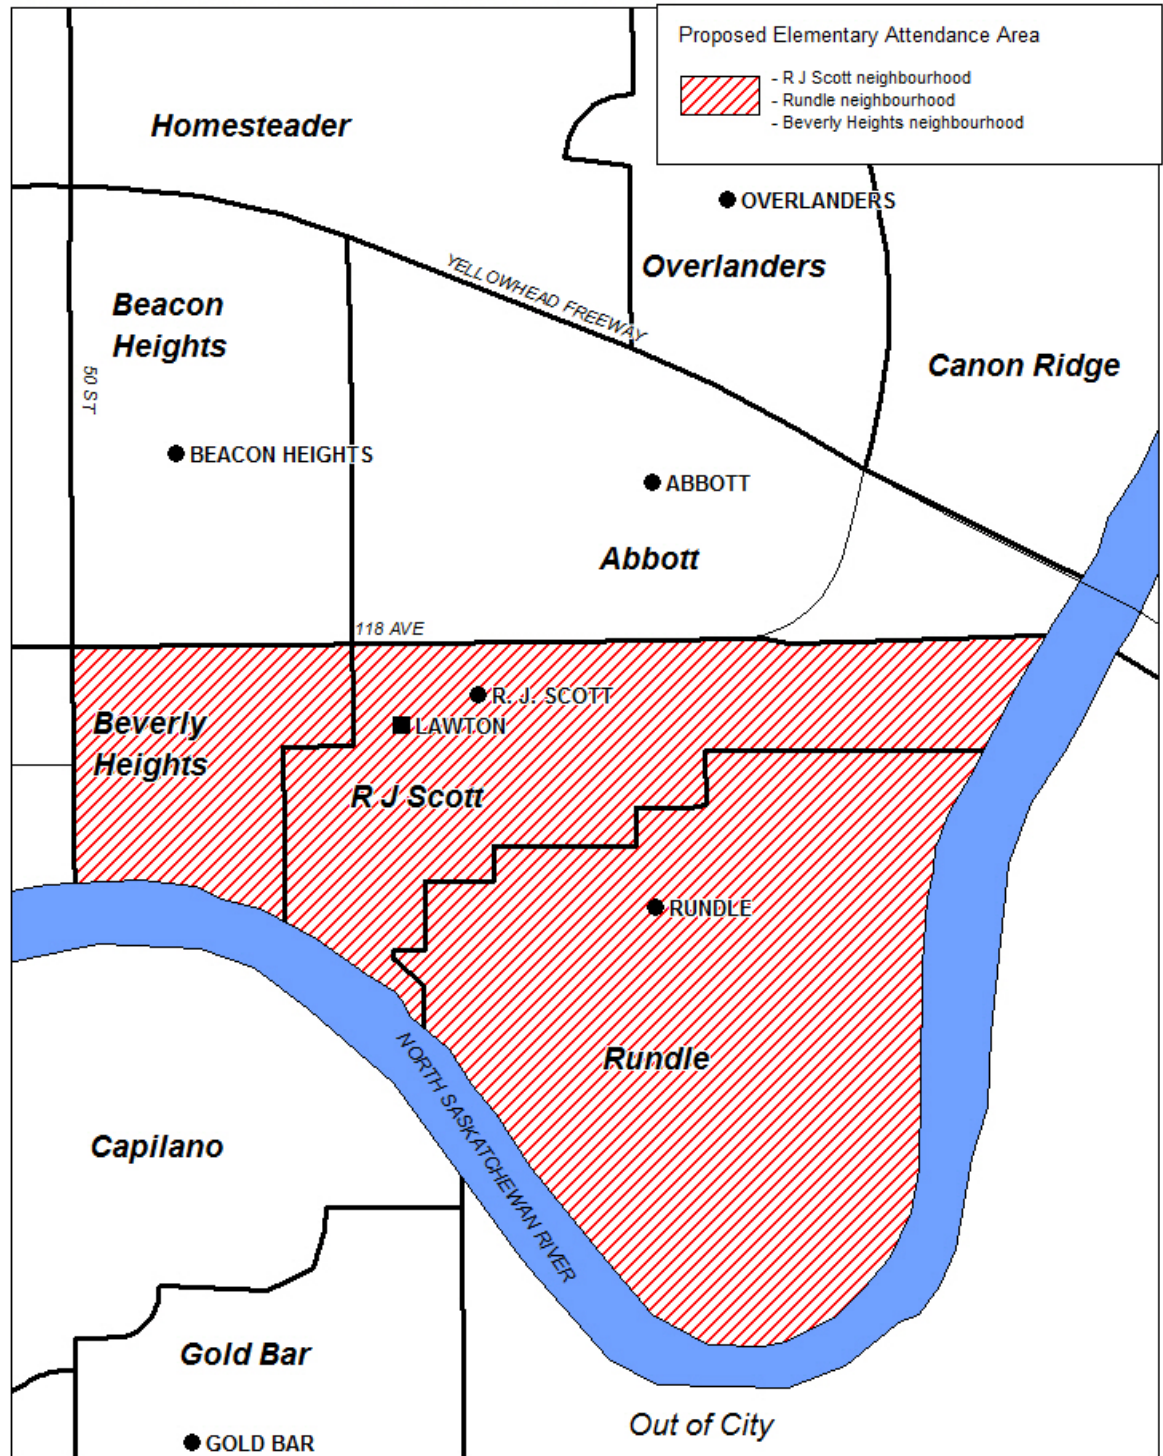 Proposed Elementary Attendance Area
- R J Scott neighbourhood
- Rundle neighbourhood
- Beverly Heights neighbourhood
Homesteader
OVERLANDERS
Overlanders
YELLOWHEAD FREEWAY
Beacon
Heights
Canon Ridge
50 ST
BEACON HEIGHTS
ABBOTT
Abbott
118 AVE
R. J. SCOTT
LAWTON
Beverly
Heights
R J Scott
RUNDLE
Rundle
NORTH SASKATCHEWAN RIVER
Capilano
Gold Bar
Out of City
GOLD BAR